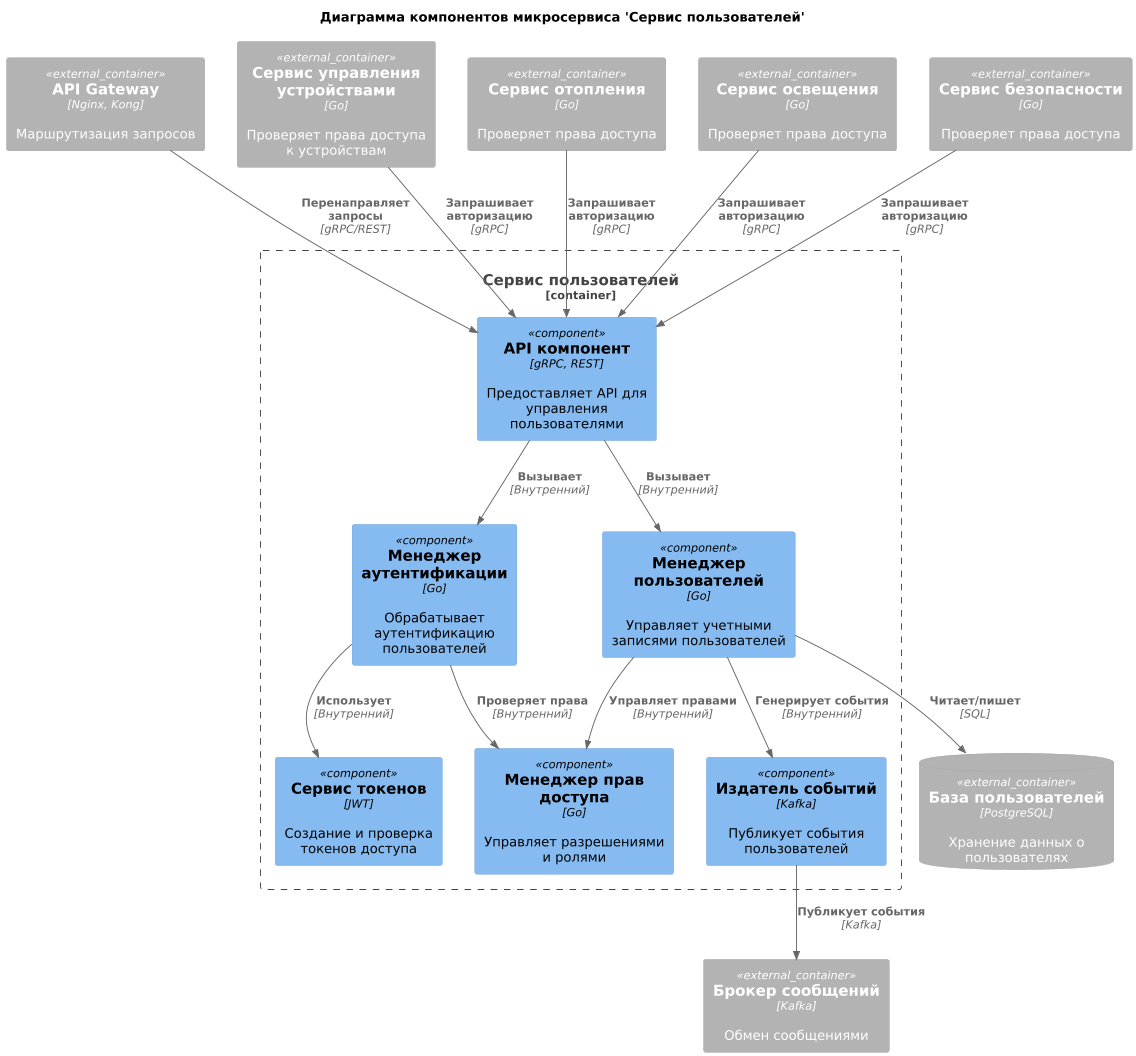 Диаграмма компонентов микросервиса 'Сервис пользователей'
«external_container»
API Gateway
[Nginx, Kong]
Маршрутизация запросов
«external_container»
Сервис управления
устройствами
[Go]
Проверяет права доступа
к устройствам
«external_container»
Сервис отопления
[Go]
Проверяет права доступа
«external_container»
Сервис освещения
[Go]
Проверяет права доступа
«external_container»
Сервис безопасности
[Go]
Проверяет права доступа
Перенаправляет
запросы
[gRPC/REST]
Запрашивает
авторизацию
[gRPC]
Запрашивает
авторизацию
[gRPC]
Запрашивает
авторизацию
[gRPC]
Запрашивает
авторизацию
[gRPC]
Сервис пользователей
[container]
«component»
API компонент
[gRPC, REST]
Предоставляет API для
управления
пользователями
Вызывает
[Внутренний]
Вызывает
[Внутренний]
«component»
Менеджер
аутентификации
[Go]
Обрабатывает
аутентификацию
пользователей
«component»
Менеджер
пользователей
[Go]
Управляет учетными
записями пользователей
Использует
[Внутренний]
Проверяет права
[Внутренний]
Управляет правами
[Внутренний]
Генерирует события
[Внутренний]
Читает/пишет
[SQL]
«component»
Сервис токенов
[JWT]
Создание и проверка
токенов доступа
«component»
Менеджер прав
доступа
[Go]
Управляет разрешениями
и ролями
«component»
Издатель событий
[Kafka]
Публикует события
пользователей
«external_container»
База пользователей
[PostgreSQL]
Хранение данных о
пользователях
Публикует события
[Kafka]
«external_container»
Брокер сообщений
[Kafka]
Обмен сообщениями